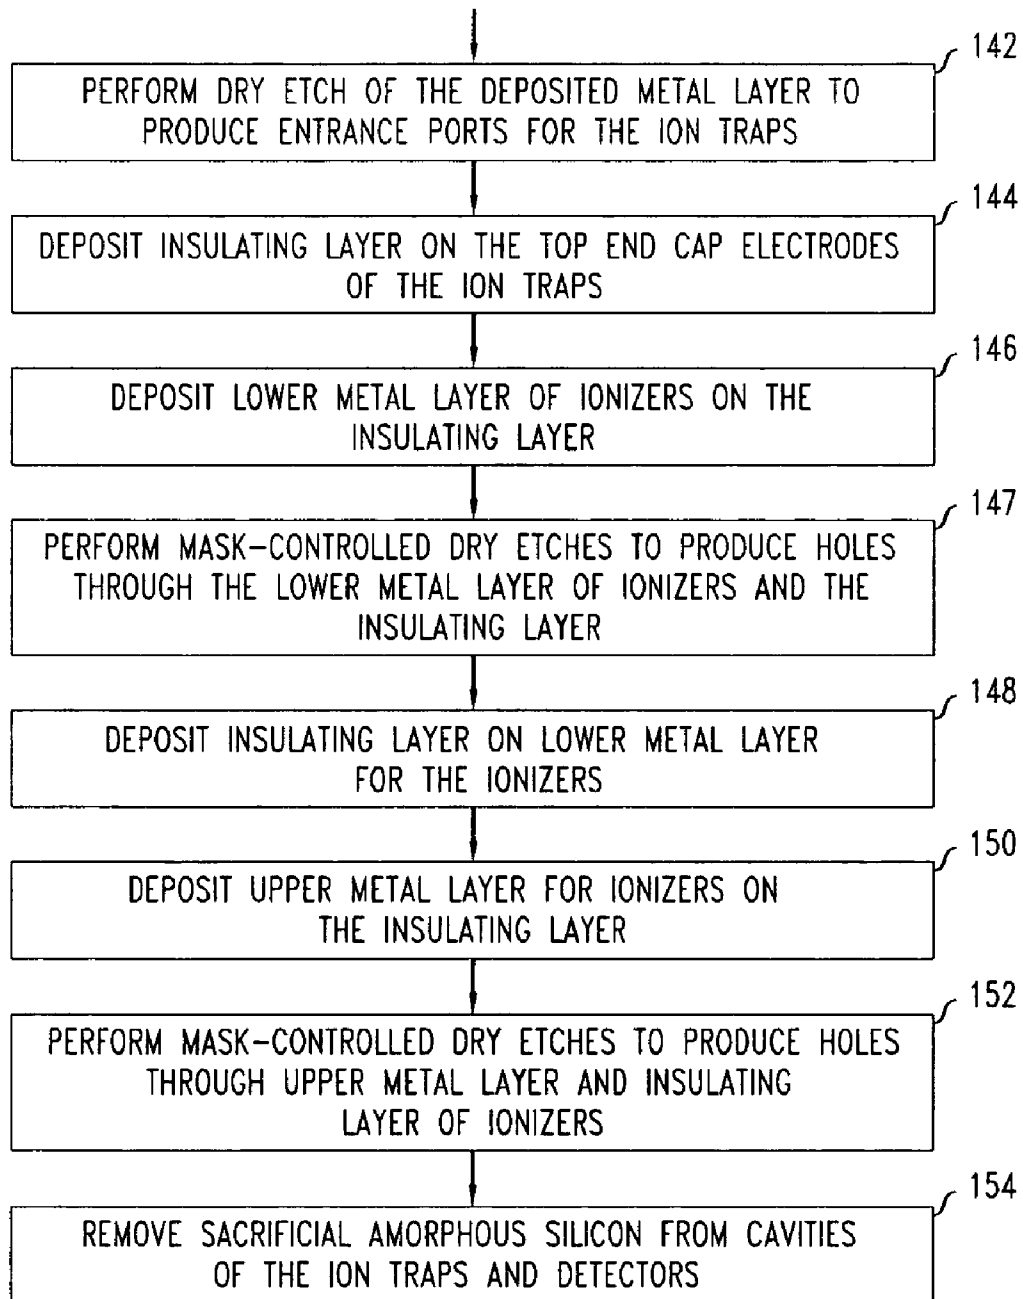 142
PERFORM DRY ETCH OF THE DEPOSITED METAL LAYER TO
PRODUCE ENTRANCE PORTS FOR THE ION TRAPS
144
DEPOSIT INSULATING LAYER ON THE TOP END CAP ELECTRODES
OF THE ION TRAPS
146
DEPOSIT LOWER METAL LAYER OF IONIZERS ON THE
INSULATING LAYER
147
PERFORM MASK-CONTROLLED DRY ETCHES TO PRODUCE HOLES
THROUGH THE LOWER METAL LAYER OF IONIZERS AND THE
INSULATING LAYER
148
DEPOSIT INSULATING LAYER ON LOWER METAL LAYER
FOR THE IONIZERS
150
DEPOSIT UPPER METAL LAYER FOR IONIZERS ON
THE INSULATING LAYER
152
PERFORM MASK-CONTROLLED DRY ETCHES TO PRODUCE HOLES
THROUGH UPPER METAL LAYER AND INSULATING
LAYER OF IONIZERS
154
REMOVE SACRIFICIAL AMORPHOUS SILICON FROM CAVITIES
OF THE ION TRAPS AND DETECTORS